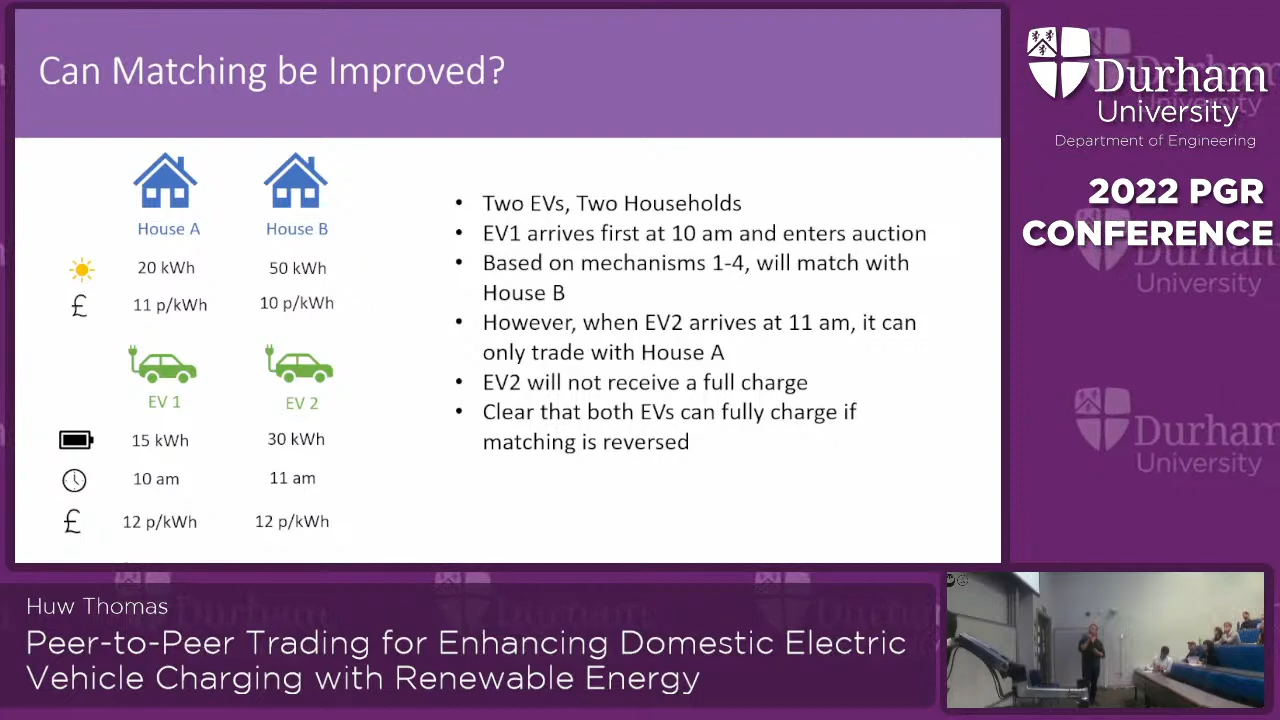 Can Matching be Improved?
House A
House B
20 kWh
50 kWh
£
11 p/kWh
10 p/kWh
EV 1
EV 2
15 kWh
30 kWh
10 am
11 am
£
12 p/kWh
12 p/kWh
• Two EVs, Two Households
• EV1 arrives first at 10 am and enters auction
• Based on mechanisms 1-4, will match with
House B
• However, when EV2 arrives at 11 am, it can
only trade with House A
• EV2 will not receive a full charge
• Clear that both EVs can fully charge if
matching is reversed
Durham
University
Department of Engineering
2022 PGR
CONFERENCE
Durham
University
Huw Thomas
Peer-to-Peer Trading for Enhancing Domestic Electric
Vehicle Charging with Renewable Energy